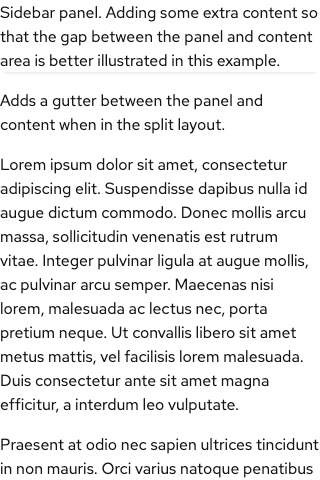 Sidebar panel. Adding some extra content so
that the gap between the panel and content
area is better illustrated in this example.
Adds a gutter between the panel and
content when in the split layout.
Lorem ipsum dolor sit amet, consectetur
adipiscing elit. Suspendisse dapibus nulla id
augue dictum commodo. Donec mollis arcu
massa, sollicitudin venenatis est rutrum
vitae. Integer pulvinar ligula at augue mollis,
ac pulvinar arcu semper. Maecenas nisi
lorem, malesuada ac lectus nec, porta
pretium neque. Ut convallis libero sit amet
metus mattis, vel facilisis lorem malesuada.
Duis consectetur ante sit amet magna
efficitur, a interdum leo vulputate.
Praesent at odio nec sapien ultrices tincidunt
in non mauris. Orci varius natoque penatibus